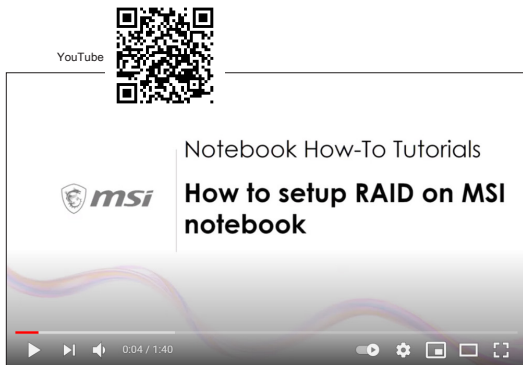 YouTube
Notebook How-To Tutorials
msi
How to setup RAID on MSI
notebook
0:04 / 1:40